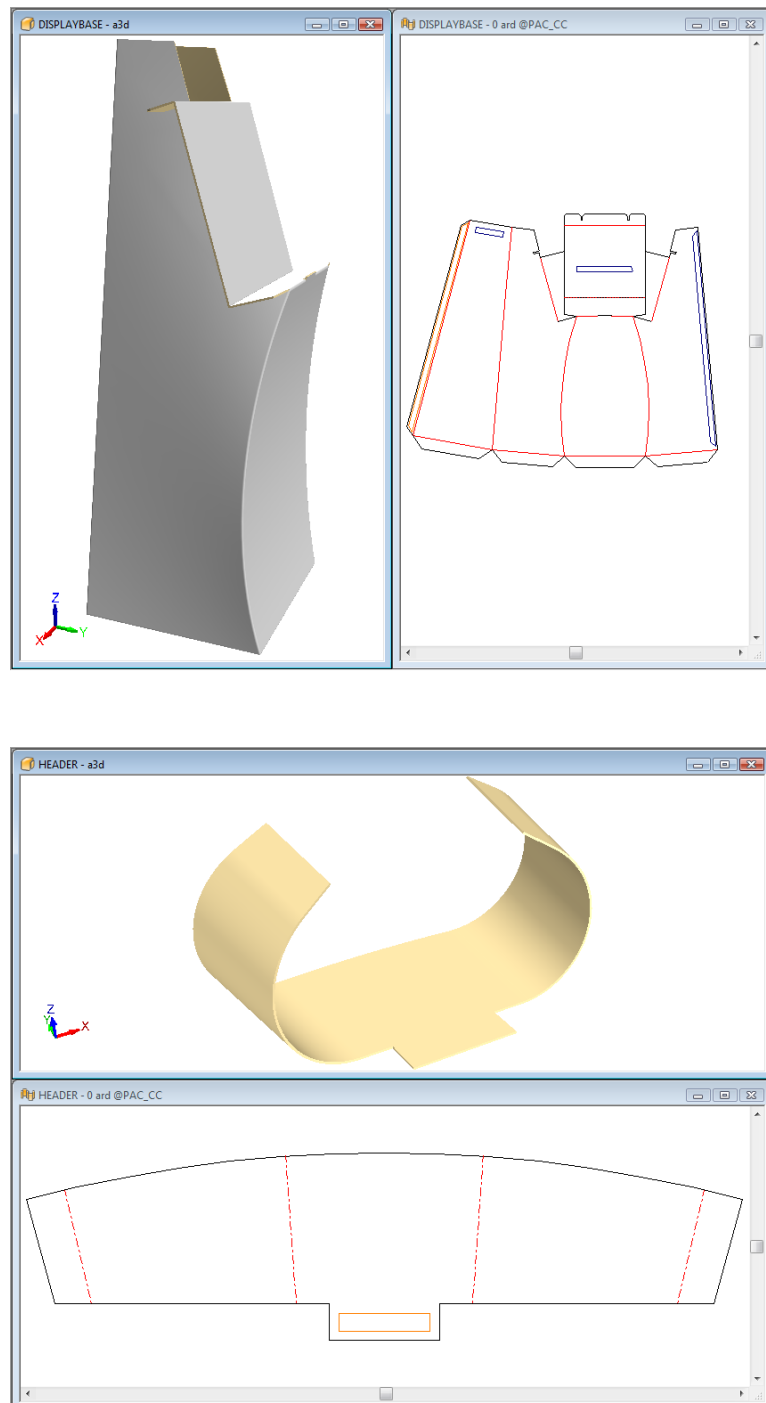 DISPLAYBASE - a3d
DISPLAYBASE - 0 ard @PAC_CC
Z
X
Y
HEADER - a3d
Z
Y
X
HEADER - 0 ard @PAC_CC